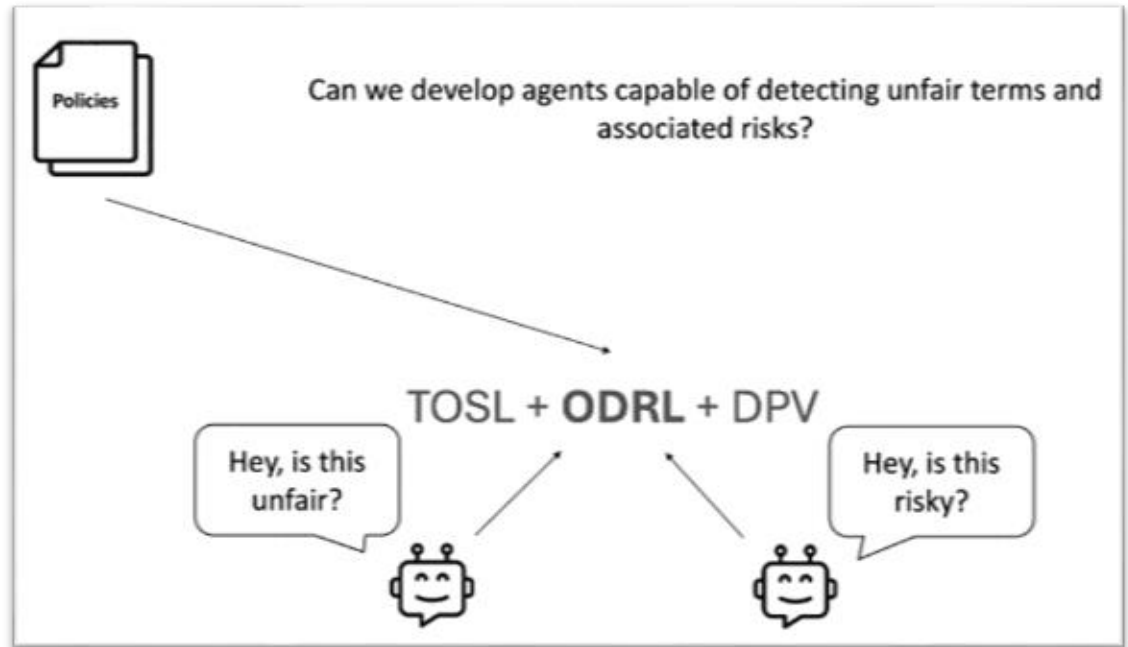 Policies
Can we develop agents capable of detecting unfair terms and
associated risks?
TOSL + ODRL + DPV
Hey, is this
unfair?
Hey, is this
risky?